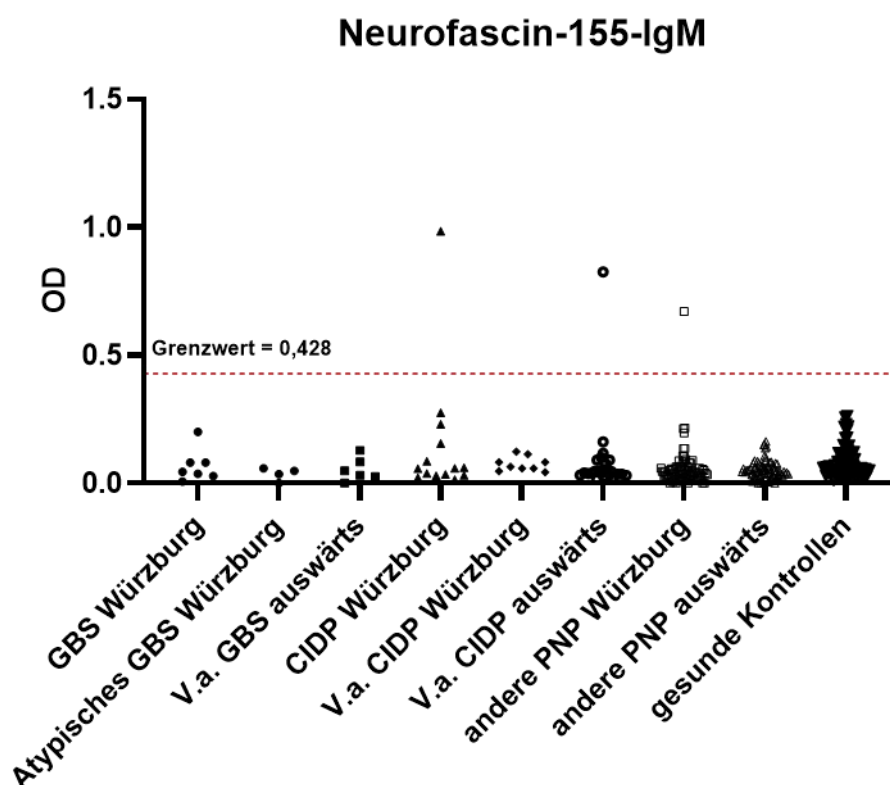 Neurofascin-155-IgM
1.5
1.0
0.5
0.0
OD
Grenzwert = 0,428
GBS Würzburg
Atypisches GBS Würzburg
V.a. GBS auswärts
CIDP Würzburg
V.a. CIDP Würzburg
V.a. CIDP auswärts
andere PNP Würzburg
andere PNP auswärts
gesunde Kontrollen